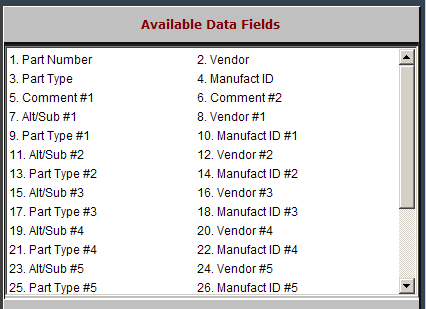 Available Data Fields
1. Part Number 2. Vendor
3. Part Type 4. Manufact ID
5. Comment #1 6. Comment #2
7. Alt/Sub #1 8. Vendor #1
9. Part Type #1 10. Manufact ID #1
11. Alt/Sub #2 12. Vendor #2
13. Part Type #2 14. Manufact ID #2
15. Alt/Sub #3 16. Vendor #3
17. Part Type #3 18. Manufact ID #3
19. Alt/Sub #4 20. Vendor #4
21. Part Type #4 22. Manufact ID #4
23. Alt/Sub #5 24. Vendor #5
25. Part Type #5 26. Manufact ID #5